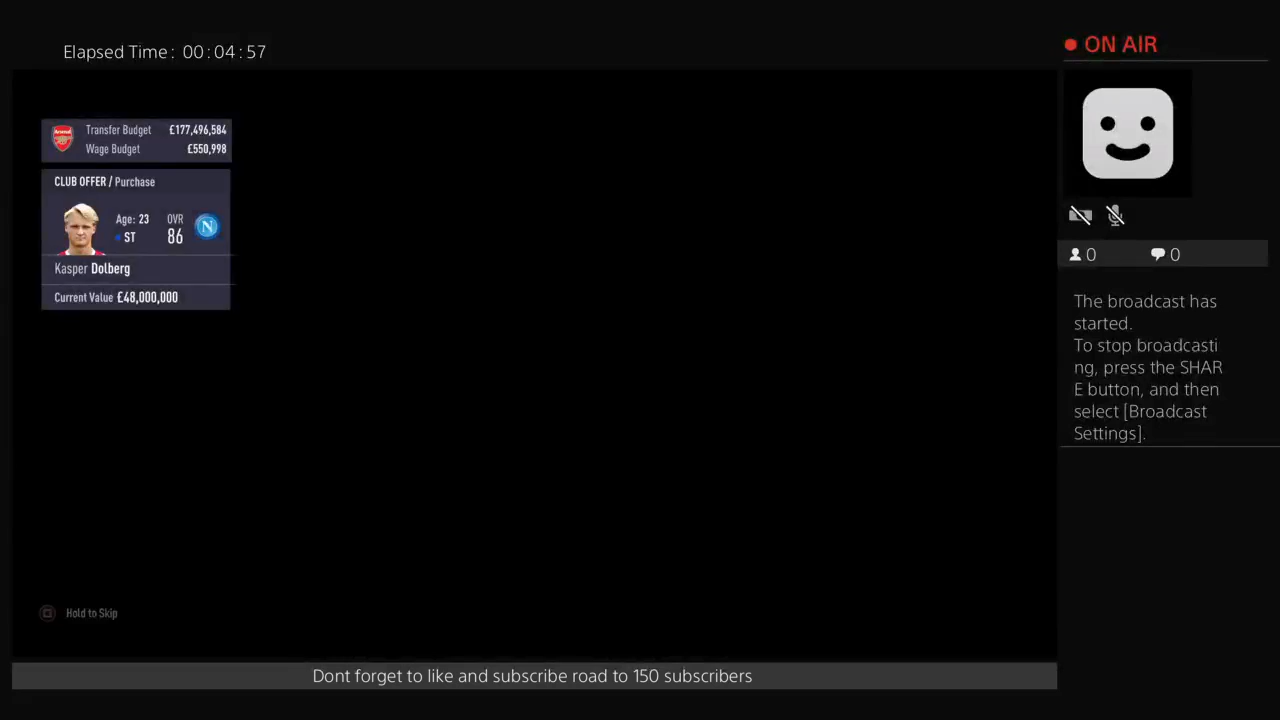 Elapsed Time: 00:04:57
ON AIR
Arsenal
Transfer Budget £177,496,584
Wage Budget £550,998
CLUB OFFER / Purchase
Age: 23 OVR
ST 86
N
Kasper Dolberg
Current Value £48,000,000
0 0
The broadcast has
started.
To stop broadcasti
ng, press the SHAR
E button, and then
select [Broadcast
Settings].
Hold to Skip
Dont forget to like and subscribe road to 150 subscribers